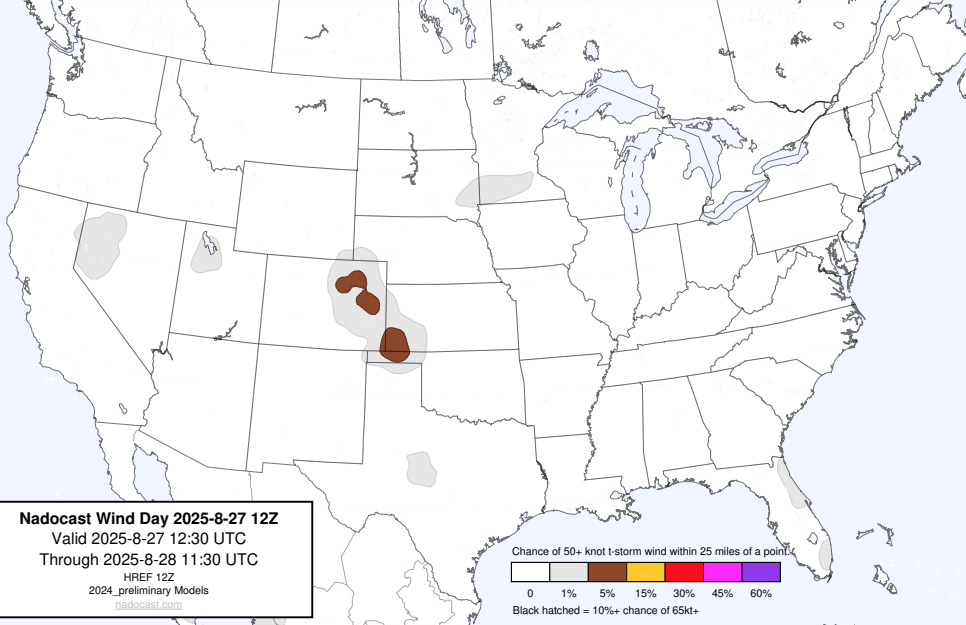 Nadocast Wind Day 2025-8-27 12Z
Valid 2025-8-27 12:30 UTC
Through 2025-8-28 11:30 UTC
HREF 12Z
2024_preliminary Models
nadocast.com
Chance of 50+ knot t-storm wind within 25 miles of a point.
0 1% 5% 15% 30% 45% 60%
Black hatched = 10%+ chance of 65kt+